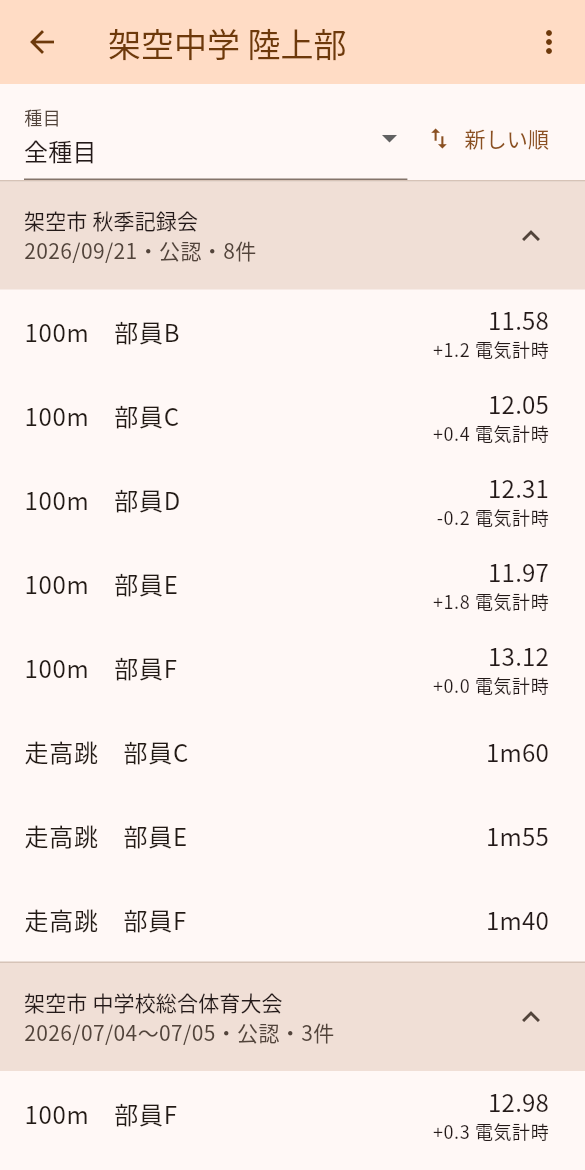 架空中学 陸上部
種目
全種目
新しい順
架空市 秋季記録会
2026/09/21・公認・8件
100m　部員B
11.58
+1.2 電気計時
100m　部員C
12.05
+0.4 電気計時
100m　部員D
12.31
-0.2 電気計時
100m　部員E
11.97
+1.8 電気計時
100m　部員F
13.12
+0.0 電気計時
走高跳　部員C
1m60
走高跳　部員E
1m55
走高跳　部員F
1m40
架空市 中学校総合体育大会
2026/07/04〜07/05・公認・3件
100m　部員F
12.98
+0.3 電気計時